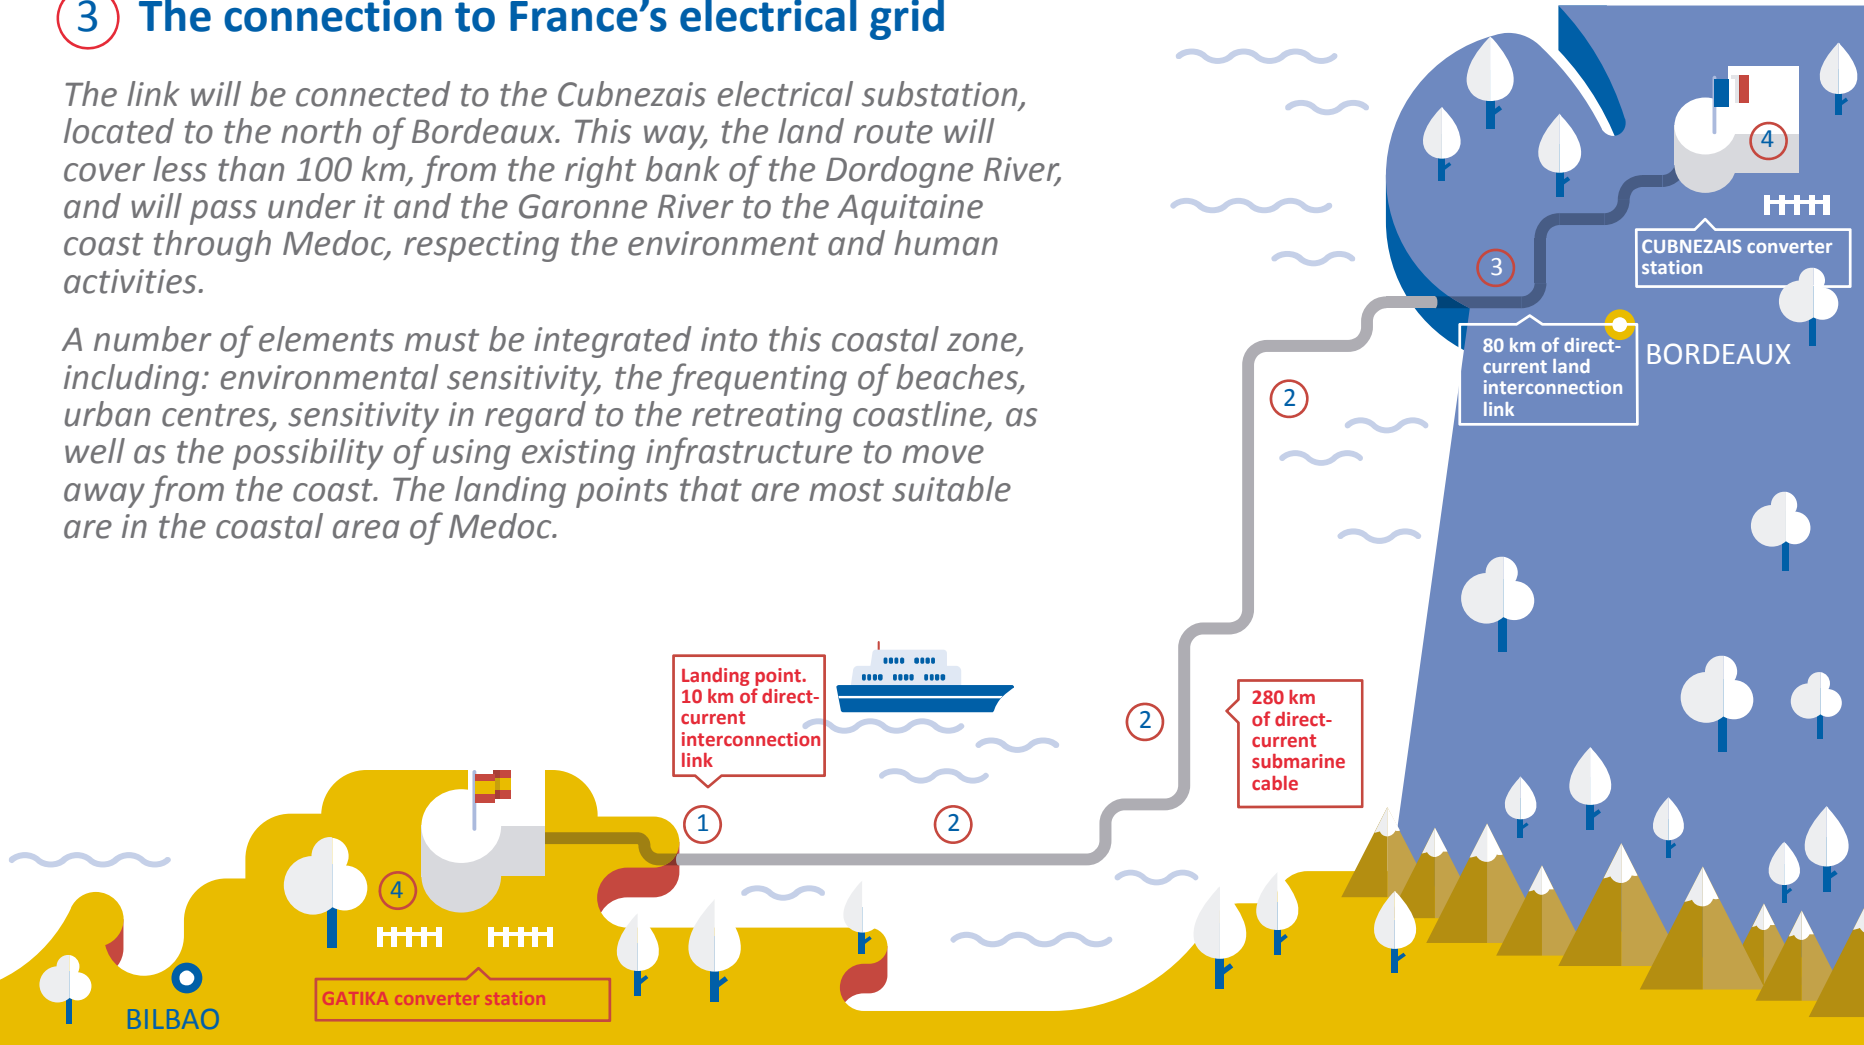 3 The connection to France's electrical grid
The link will be connected to the Cubnezais electrical substation,
located to the north of Bordeaux. This way, the land route will
cover less than 100 km, from the right bank of the Dordogne River,
and will pass under it and the Garonne River to the Aquitaine
coast through Medoc, respecting the environment and human
activities.
A number of elements must be integrated into this coastal zone,
including: environmental sensitivity, the frequenting of beaches,
urban centres, sensitivity in regard to the retreating coastline, as
well as the possibility of using existing infrastructure to move
away from the coast. The landing points that are most suitable
are in the coastal area of Medoc.
4
CUBNEZAIS converter
station
3
80 km of direct-
current land
interconnection
link
BORDEAUX
2
2
280 km
of direct-
current
submarine
cable
Landing point.
10 km of direct-
current
interconnection
link
1
2
4
GATIKA converter station
BILBAO